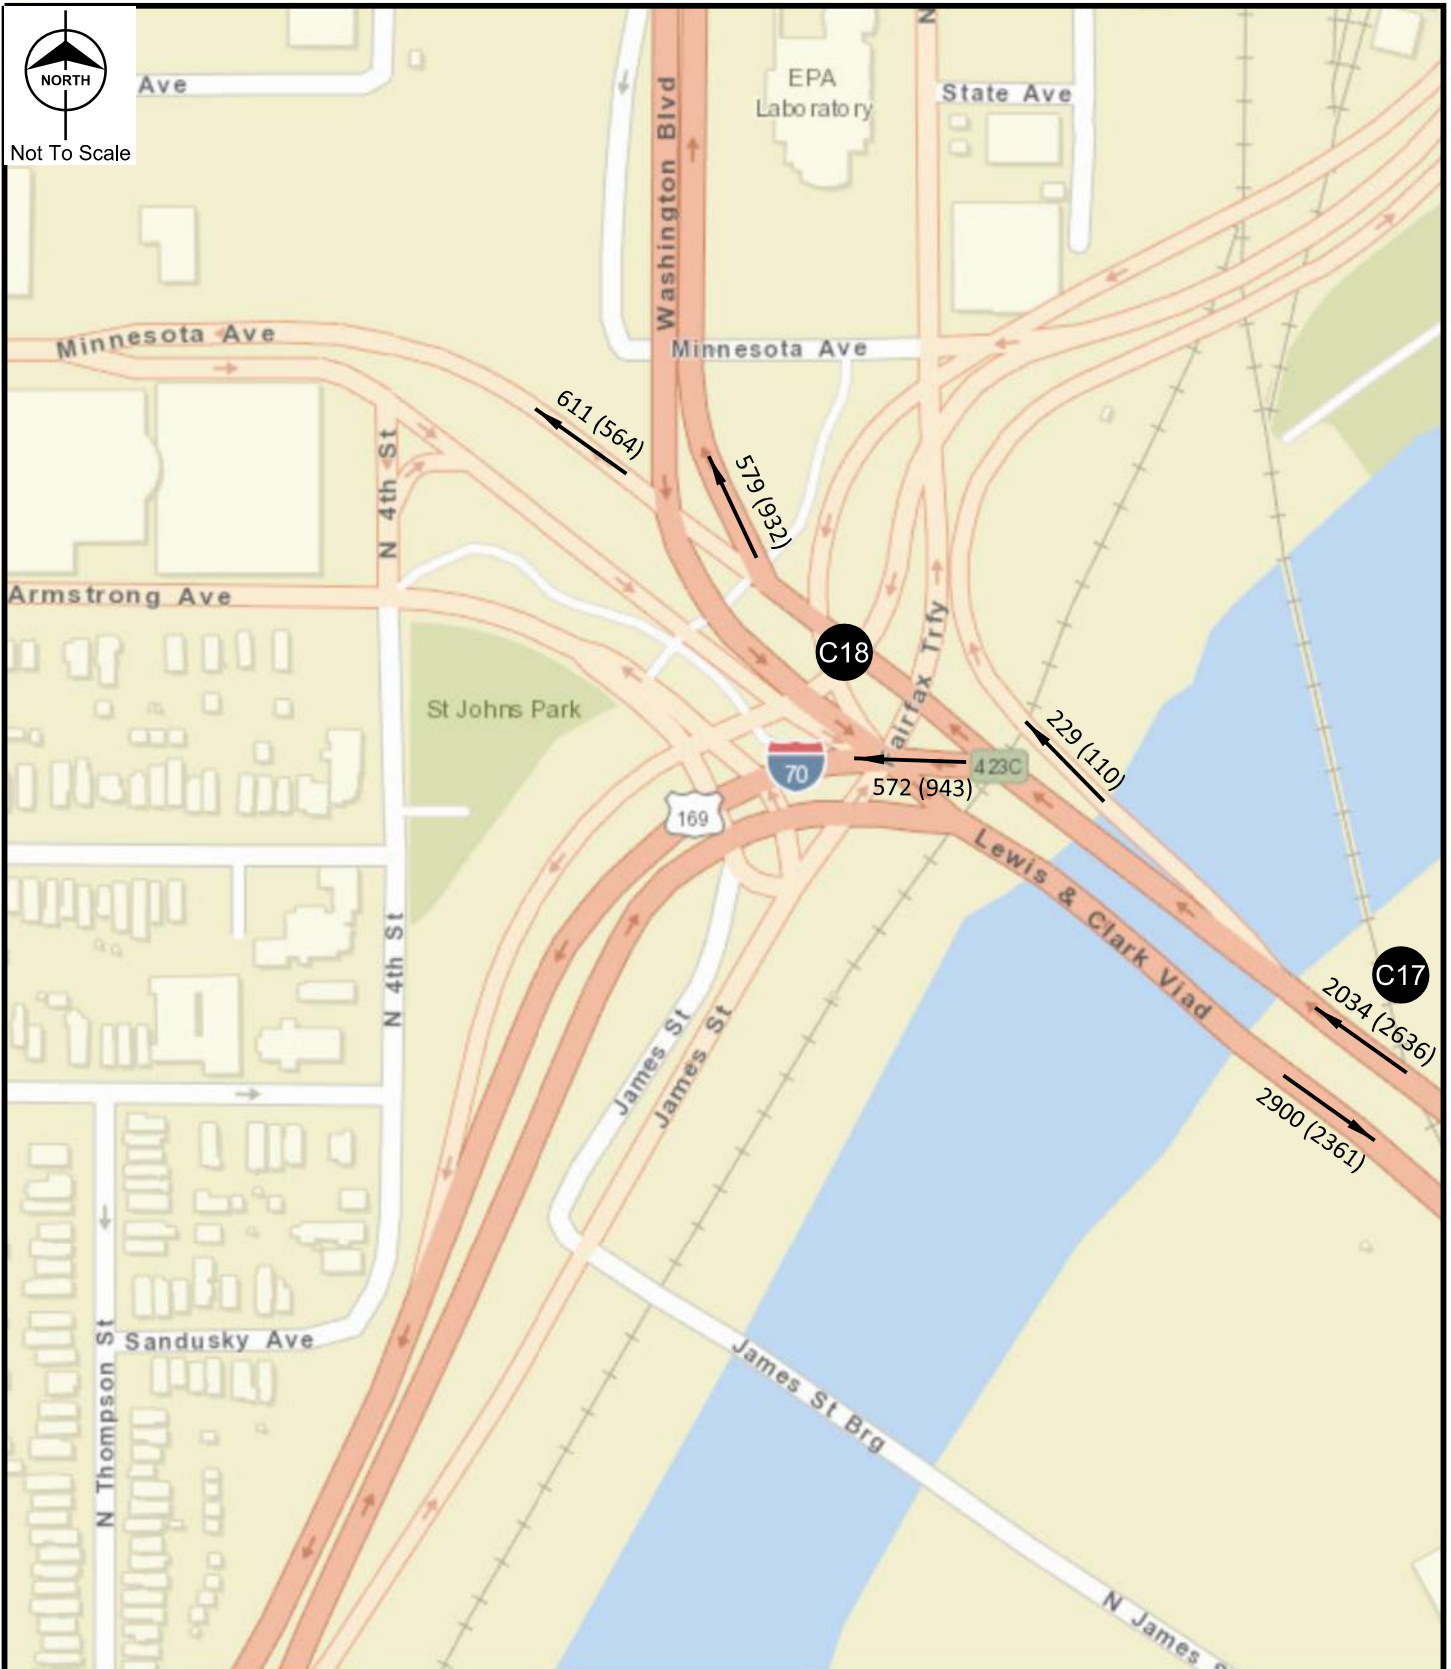 N
NORTH
Ave
EPA
Laboratory
State Ave
Not To Scale
Washington Blvd
Minnesota Ave
Minnesota Ave
611 (564)
579 (932)
N 4th St
Armstrong Ave
C18
Fairfax Trfy
St Johns Park
229 (110)
423C
70
572 (943)
169
Lewis & Clark Viad
N 4th St
C17
2034 (2636)
James St
James St
2900 (2361)
Sandusky Ave
N Thompson St
James St Brg
N James S